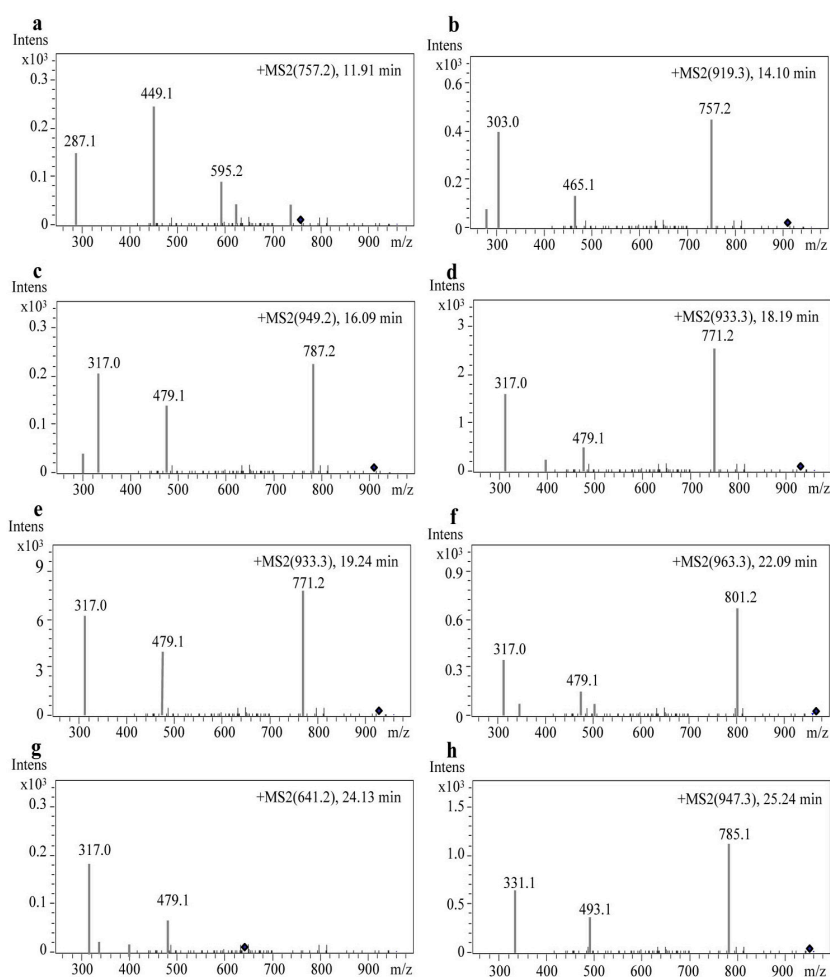 a
Intens
x10³
+MS2(757.2), 11.91 min
0.3
0.2
0.1
0
287.1
449.1
595.2
300 400 500 600 700 800 900 m/z
b
Intens
x10³
+MS2(919.3), 14.10 min
0.6
0.4
0.2
0
303.0
465.1
757.2
300 400 500 600 700 800 900 m/z
c
Intens
x10³
+MS2(949.2), 16.09 min
0.3
0.2
0.1
0
317.0
479.1
787.2
300 400 500 600 700 800 900 m/z
d
Intens
x10³
+MS2(933.3), 18.19 min
3
2
1
0
317.0
479.1
771.2
300 400 500 600 700 800 900 m/z
e
Intens
x10³
+MS2(933.3), 19.24 min
9
6
3
0
317.0
479.1
771.2
300 400 500 600 700 800 900 m/z
f
Intens
x10³
+MS2(963.3), 22.09 min
0.9
0.6
0.3
0
317.0
479.1
801.2
300 400 500 600 700 800 900 m/z
g
Intens
x10³
+MS2(641.2), 24.13 min
0.3
0.2
0.1
0
317.0
479.1
300 400 500 600 700 800 900 m/z
h
Intens
x10³
+MS2(947.3), 25.24 min
1.5
1.0
0.5
0.0
331.1
493.1
785.1
300 400 500 600 700 800 900 m/z